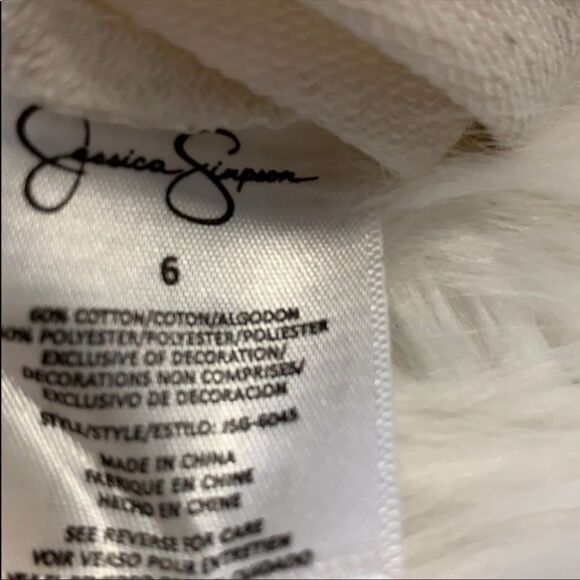 Jessica Simpson
6
60% COTTON/COTON/ALGODON
40% POLYESTER/POLYESTER/POLIESTER
EXCLUSIVE OF DECORATION/
DECORATIONS NON COMPRISES/
EXCLUSIVO DE DECORACION
STYLE/STYLE/ESTILO: JSG-6045
MADE IN CHINA
FABRIQUE EN CHINE
HECHO EN CHINE
SEE REVERSE FOR CARE
VOIR VERSO POUR ENTRETIEN